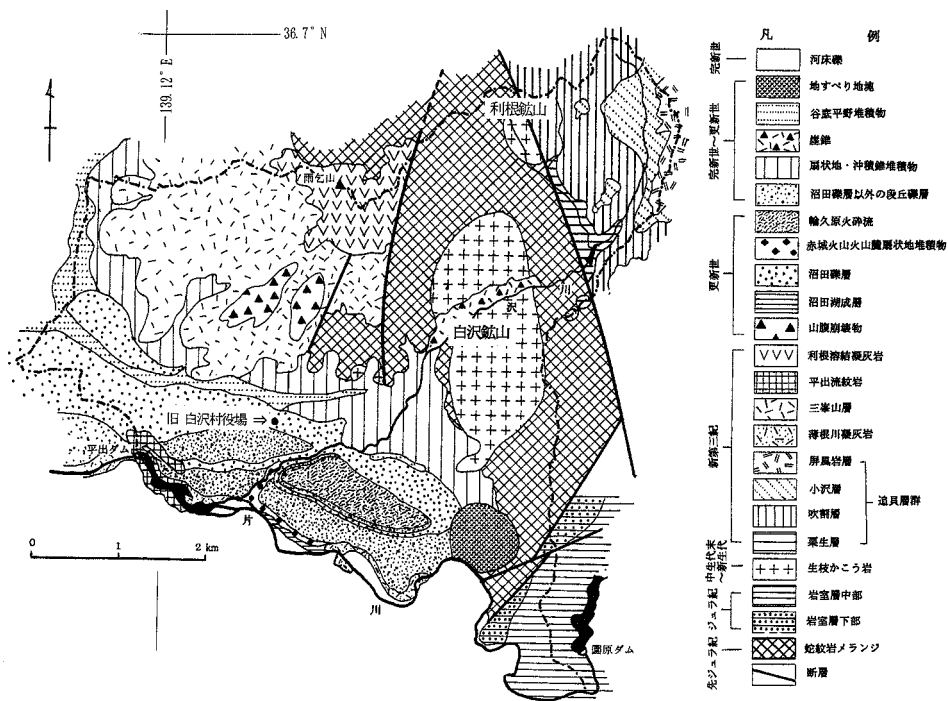 36.7°N
139.12°E
利根鉱山
雨乞山
川
沢
白沢鉱山
旧 白沢村役場 ⇒
平出ダム
片
川
0 1 2 km
薗原ダム
凡 例
完新世
河床礫
完新世〜更新世
地すべり地塊
谷底平野堆積物
崖錐
扇状地・沖積錐堆積物
沼田礫層以外の段丘礫層
更新世
輪久原火砕流
赤城火山火山麓扇状地堆積物
沼田礫層
沼田湖成層
山腹崩壊物
新第三紀
利根溶結凝灰岩
平出流紋岩
三峯山層
薄根川凝灰岩
屏風岩層
小沢層
吹割層
栗生層
追貝層群
中生代末〜新生代
生枝かこう岩
ジュラ紀
岩室層中部
岩室層下部
先ジュラ紀
蛇紋岩メランジ
断層